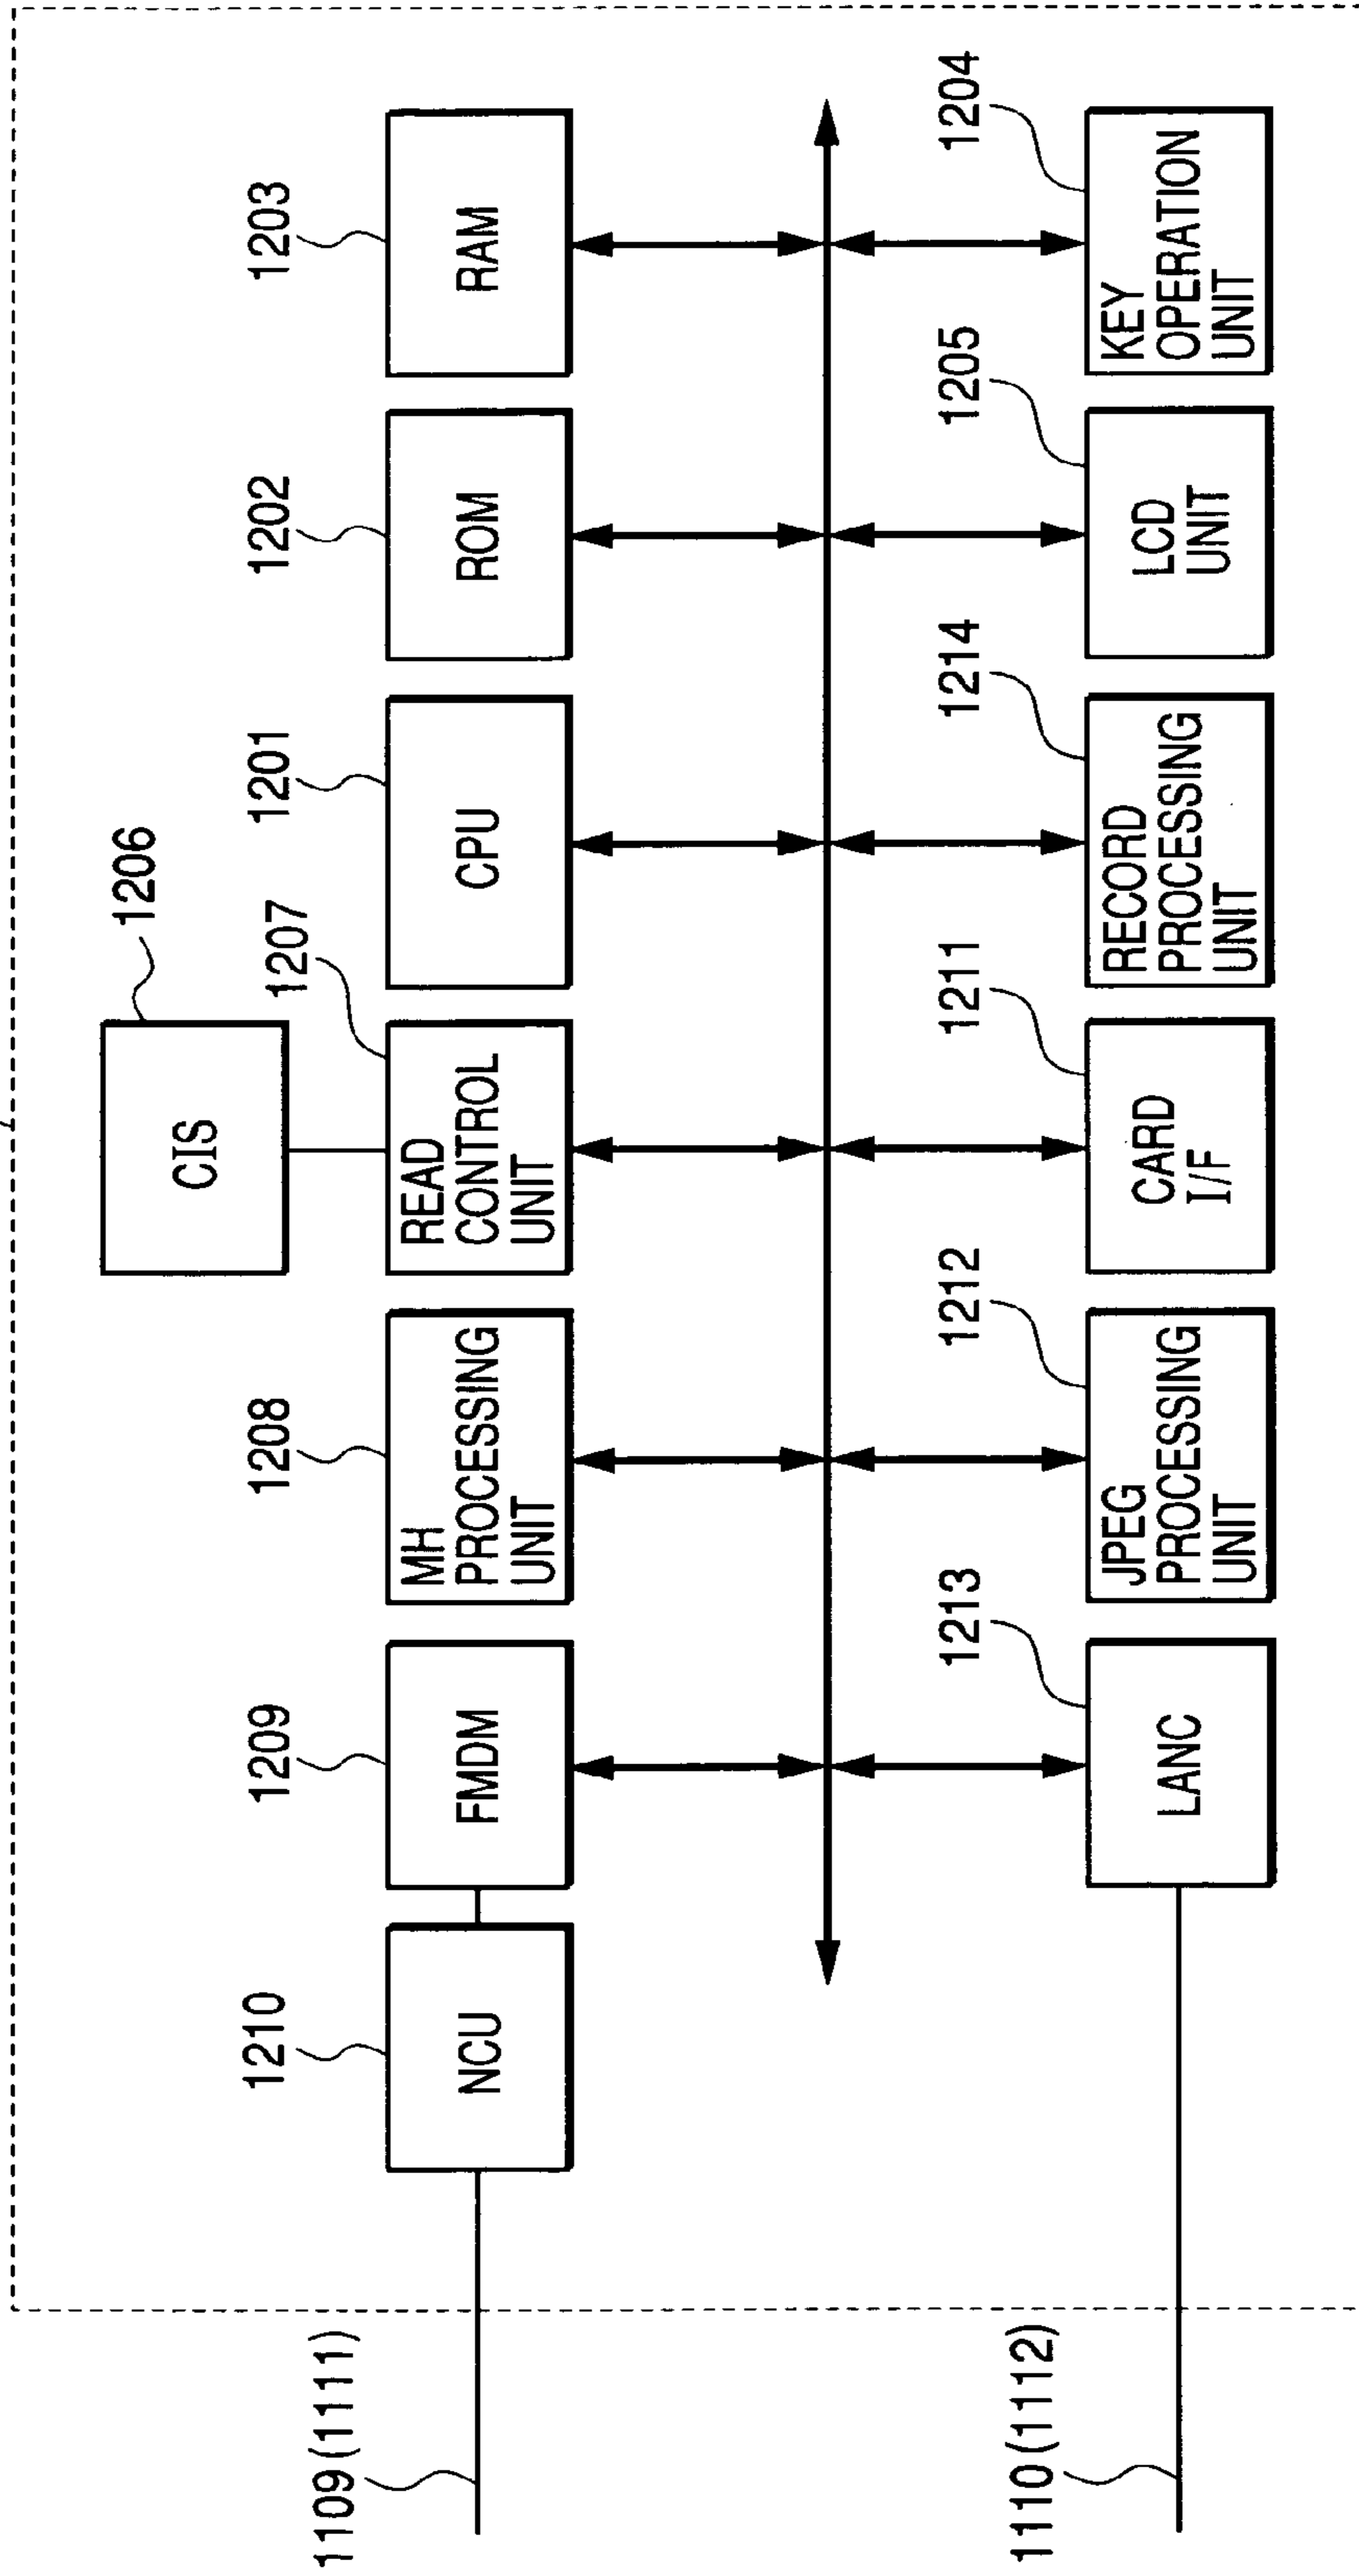 1206
CIS
1210
1209
1208
1207
1201
1202
1203
NCU
FMDM
MH
PROCESSING
UNIT
READ
CONTROL
UNIT
CPU
ROM
RAM
1109 (1111)
1213
1212
1211
1214
1205
1204
LANC
JPEG
PROCESSING
UNIT
CARD
I/F
RECORD
PROCESSING
UNIT
LCD
UNIT
KEY
OPERATION
UNIT
1110 (1112)